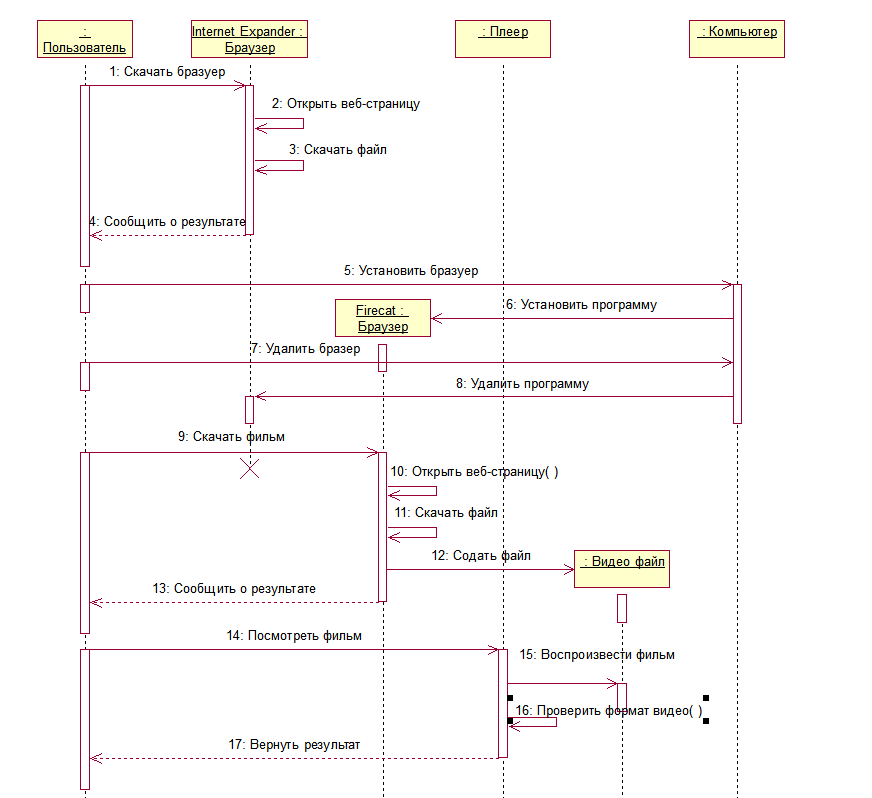 :
Пользователь
Internet Expander :
Браузер
: Плеер
: Компьютер
1: Скачать бразуер
2: Открыть веб-страницу
3: Скачать файл
4: Сообщить о результате
5: Установить бразуер
6: Установить программу
Firecat :
Браузер
7: Удалить бразер
8: Удалить программу
9: Скачать фильм
10: Открыть веб-страницу( )
11: Скачать файл
12: Содать файл
: Видео файл
13: Сообщить о результате
14: Посмотреть фильм
15: Воспроизвести фильм
16: Проверить формат видео( )
17: Вернуть результат